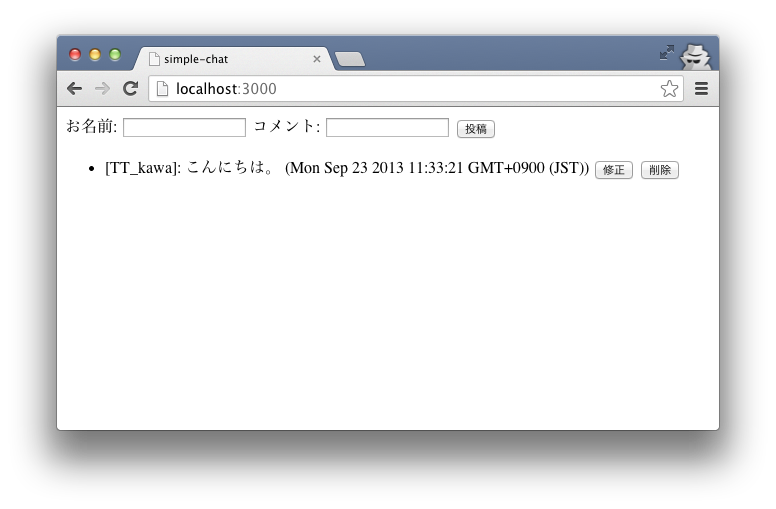 simple-chat
localhost:3000
お名前: コメント: 投稿
[TT_kawa]: こんにちは。 (Mon Sep 23 2013 11:33:21 GMT+0900 (JST)) 修正 削除